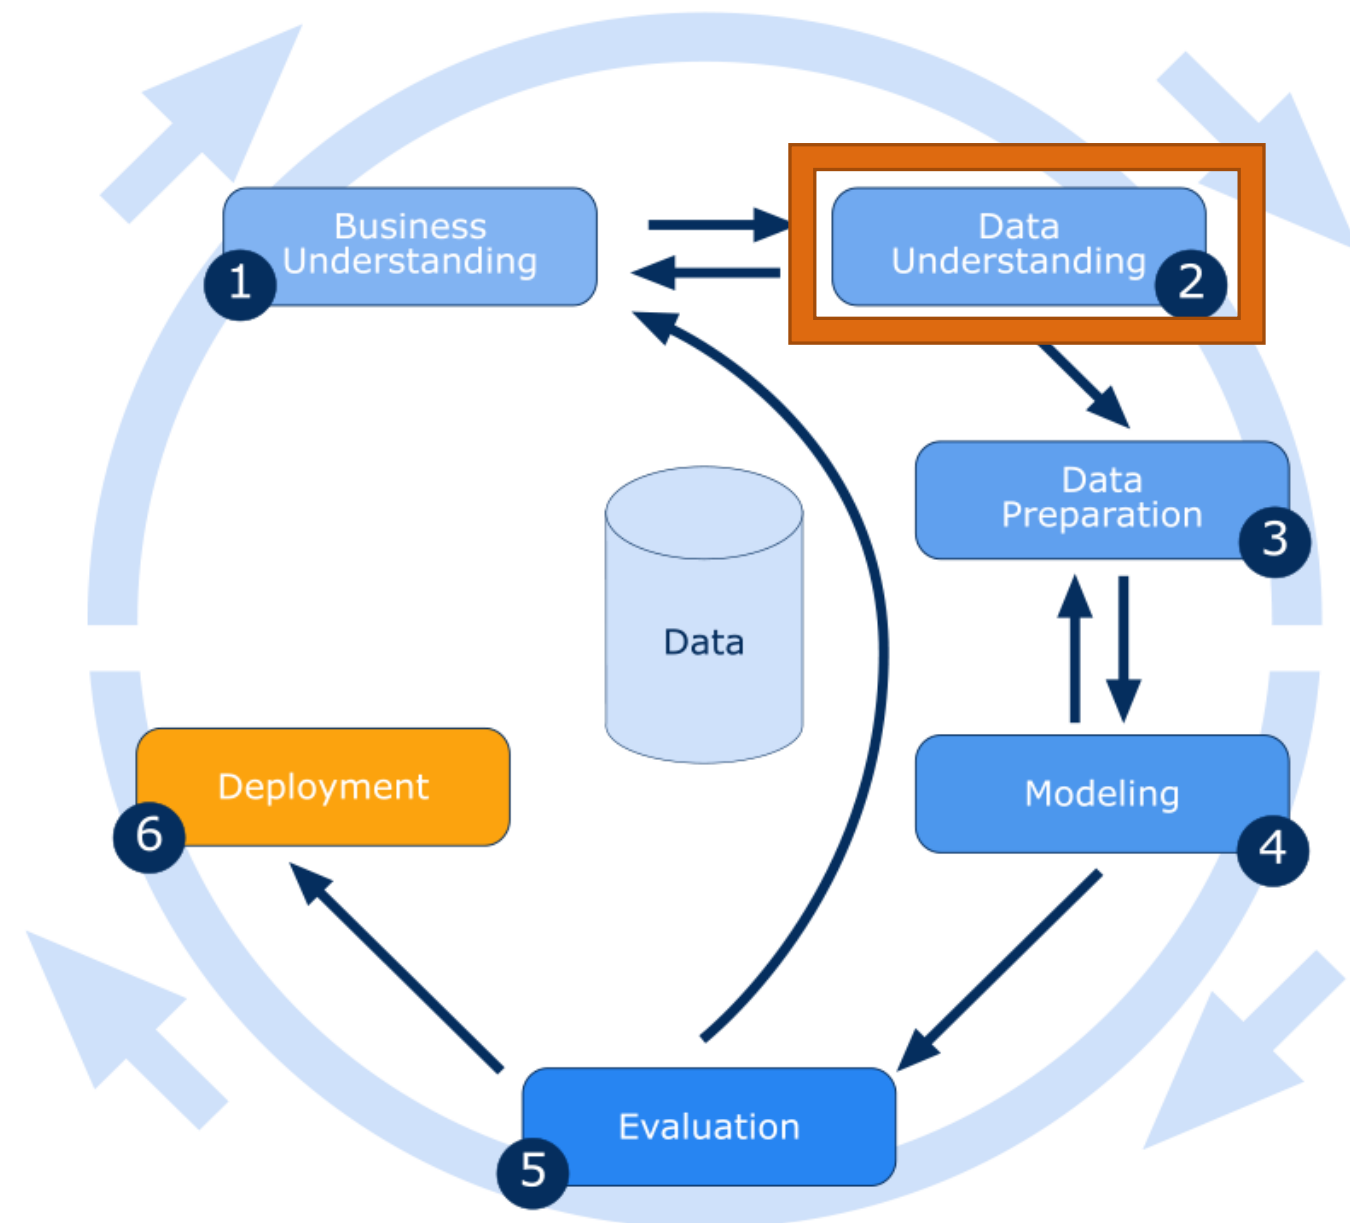 Business
Understanding
1
Data
Understanding
2
Data
Preparation
3
Data
Modeling
4
Deployment
6
Evaluation
5